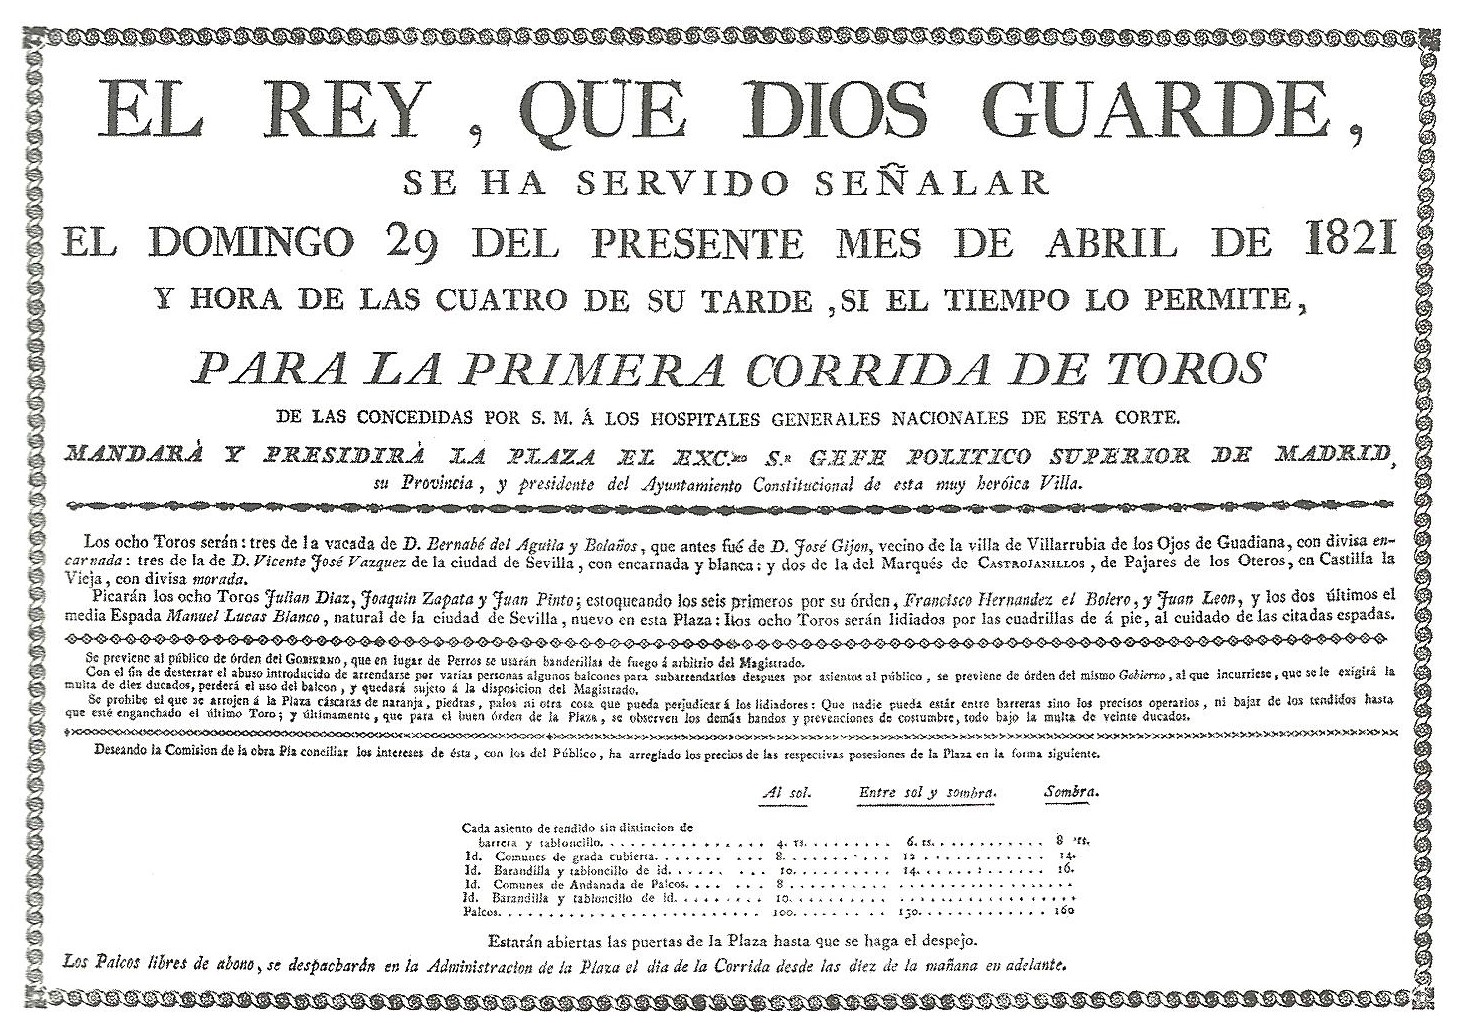 EL REY, QUE DIOS GUARDE,
SE HA SERVIDO SEÑALAR
EL DOMINGO 29 DEL PRESENTE MES DE ABRIL DE 1821
Y HORA DE LAS CUATRO DE SU TARDE, SI EL TIEMPO LO PERMITE,
PARA LA PRIMERA CORRIDA DE TOROS
DE LAS CONCEDIDAS POR S. M. Á LOS HOSPITALES GENERALES NACIONALES DE ESTA CORTE.
MANDARÁ Y PRESIDIRÁ LA PLAZA EL EXC.mo S.r GEFE POLITICO SUPERIOR DE MADRID,
su Provincia, y presidente del Ayuntamiento Constitucional de esta muy heróica Villa.
Los ocho Toros serán: tres de la vacada de D. Bernabé del Aguila y Bolaños, que antes fué de D. José Gijon, vecino de la villa de Villarrubia de los Ojos de Guadiana, con divisa en-
carnada: tres de la de D. Vicente José Vazquez de la ciudad de Sevilla, con encarnada y blanca; y dos de la del Marqués de CASTROJANILLOS, de Pajares de los Oteros, en Castilla la
Vieja, con divisa morada.
Picarán los ocho Toros Julian Diaz, Joaquin Zapata y Juan Pinto; estoqueando los seis primeros por su órden, Francisco Hernandez el Bolero, y Juan Leon, y los dos últimos el
media Espada Manuel Lucas Blanco, natural de la ciudad de Sevilla, nuevo en esta Plaza: llos ocho Toros serán lidiados por las cuadrillas de á pie, al cuidado de las citadas espadas.
Se previene al público de órden del GOBIERNO, que en lugar de Perros se usarán banderillas de fuego á arbitrio del Magistrado.
Con el fin de desterrar el abuso introducido de arrendarse por varias personas algunos balcones para subarrendarlos despues por asientos al público, se previene de órden del mismo Gobierno, al que incurriese, que se le exigirá la
multa de diez ducados, perderá el uso del balcon, y quedará sujeto á la disposicion del Magistrado.
Se prohibe el que se arrojen á la Plaza cáscaras de naranja, piedras, palos ni otra cosa que pueda perjudicar á los lidiadores: Que nadie pueda estár entre barreras sino los precisos operarios, ni bajar de los tendidos hasta
que esté enganchado el último Toro; y últimamente, que para el buen órden de la Plaza, se observen los demás bandos y prevenciones de costumbre, todo bajo la multa de veinte ducados.
Deseando la Comision de la obra Pia conciliar los intereses de ésta, con los del Público, ha arreglado los precios de las respectivas posesiones de la Plaza en la forma siguiente.
Al sol. Entre sol y sombra. Sombra.
Cada asiento de tendido sin distincion de
barrera y tabloncillo. 4. rs. 6. rs. 8 rs.
Id. Comunes de grada cubierta. 8. 12 14.
Id. Barandilla y tabloncillo de id. 10. 14. 16.
Id. Comunes de Andanada de Palcos. 8
Id. Barandilla y tabloncillo de id. 10.
Palcos. 100. 130. 160
Estarán abiertas las puertas de la Plaza hasta que se haga el despejo.
Los Palcos libres de abono, se despacharán en la Administracion de la Plaza el dia de la Corrida desde las diez de la mañana en adelante.